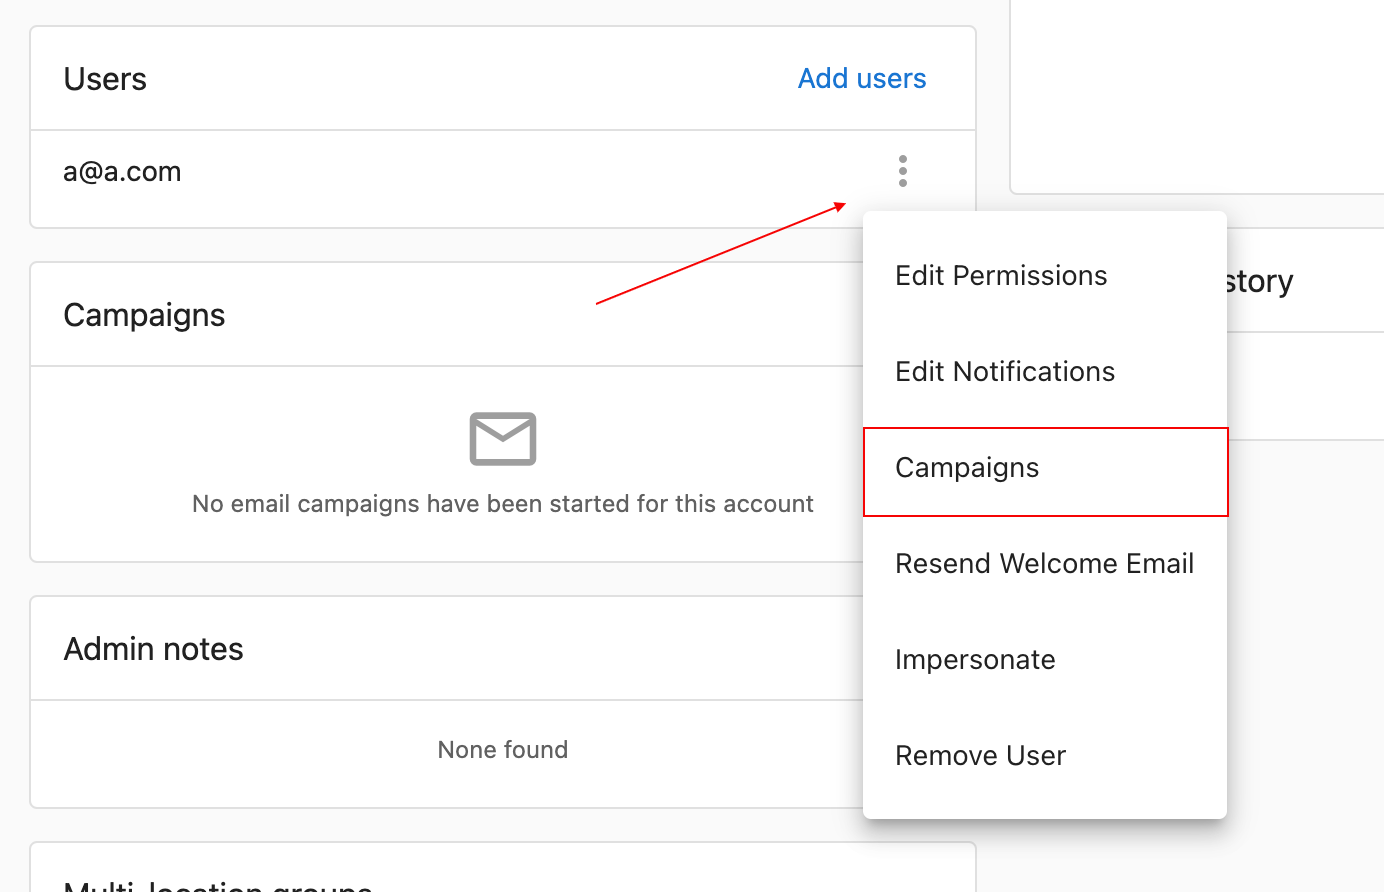 Users
Add users
a@a.com
Edit Permissions
Edit Notifications
Campaigns
Resend Welcome Email
Impersonate
Remove User
Campaigns
No email campaigns have been started for this account
Admin notes
None found
Multi-location groups